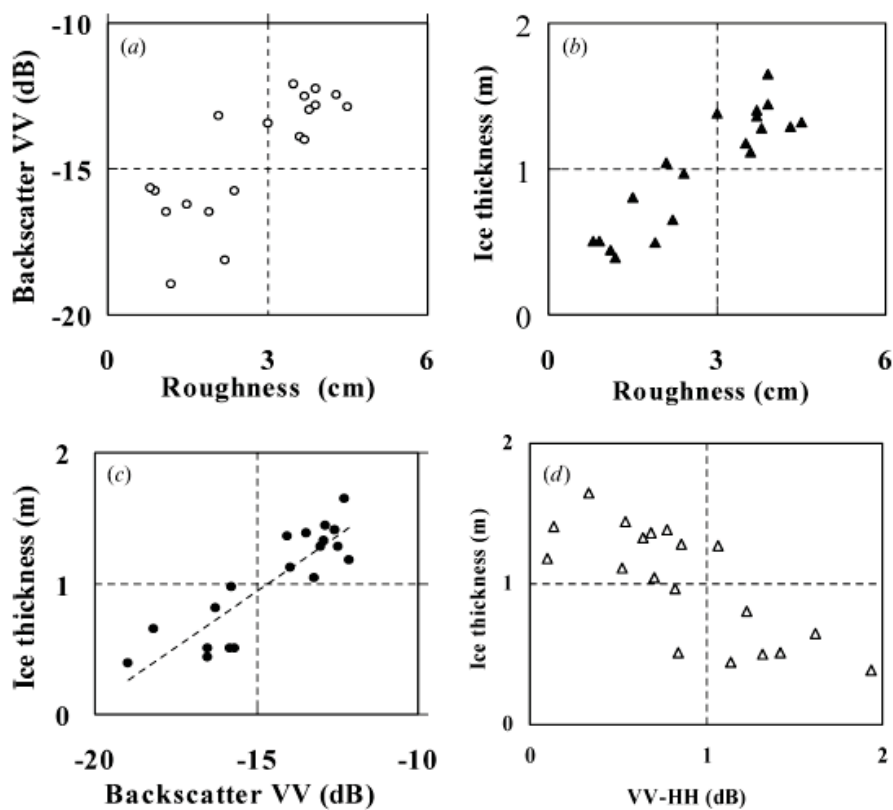 -10
(a)
Backscatter VV (dB)
-15
-20
0 3 6
Roughness (cm)
2
(b)
Ice thickness (m)
1
0
0 3 6
Roughness (cm)
2
(c)
Ice thickness (m)
1
0
-20 -15 -10
Backscatter VV (dB)
2
(d)
Ice thickness (m)
1
0
0 1 2
VV-HH (dB)